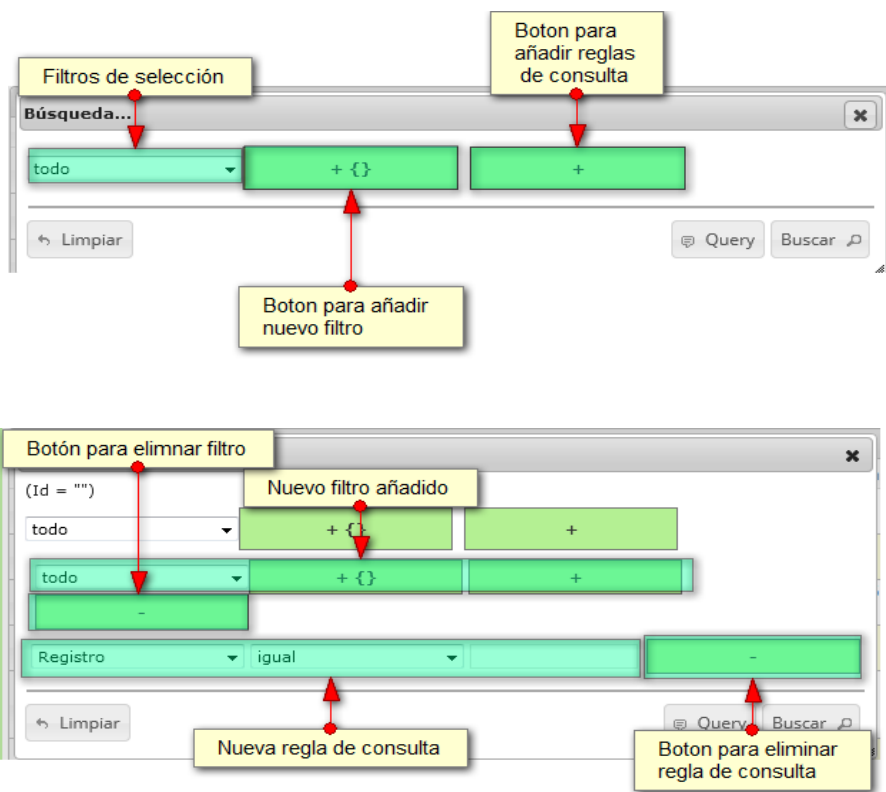 Boton para
añadir reglas
de consulta
Filtros de selección
Búsqueda...
todo
+ {}
+
Limpiar
Query
Buscar
Boton para añadir
nuevo filtro
Botón para elimnar filtro
(Id = "")
Nuevo filtro añadido
todo
+ {}
+
todo
+ {}
+
-
Registro
igual
-
Limpiar
Query
Buscar
Nueva regla de consulta
Boton para eliminar
regla de consulta